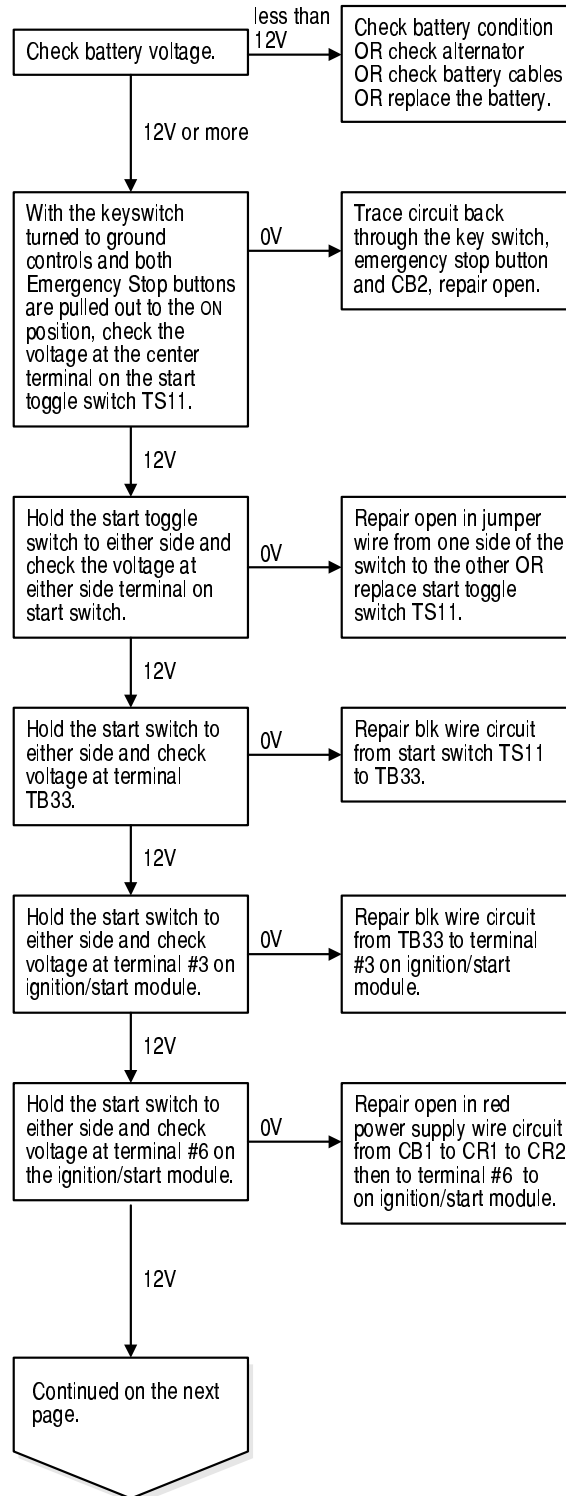 Check battery voltage.
less than
12V
Check battery condition
OR check alternator
OR check battery cables
OR replace the battery.
12V or more
With the keyswitch
turned to ground
controls and both
Emergency Stop buttons
are pulled out to the ON
position, check the
voltage at the center
terminal on the start
toggle switch TS11.
0V
Trace circuit back
through the key switch,
emergency stop button
and CB2, repair open.
12V
Hold the start toggle
switch to either side and
check the voltage at
either side terminal on
start switch.
0V
Repair open in jumper
wire from one side of the
switch to the other OR
replace start toggle
switch TS11.
12V
Hold the start switch to
either side and check
voltage at terminal
TB33.
0V
Repair blk wire circuit
from start switch TS11
to TB33.
12V
Hold the start switch to
either side and check
voltage at terminal #3 on
ignition/start module.
0V
Repair blk wire circuit
from TB33 to terminal
#3 on ignition/start
module.
12V
Hold the start switch to
either side and check
voltage at terminal #6 on
the ignition/start module.
0V
Repair open in red
power supply wire circuit
from CB1 to CR1 to CR2
then to terminal #6 to
on ignition/start module.
12V
Continued on the next
page.